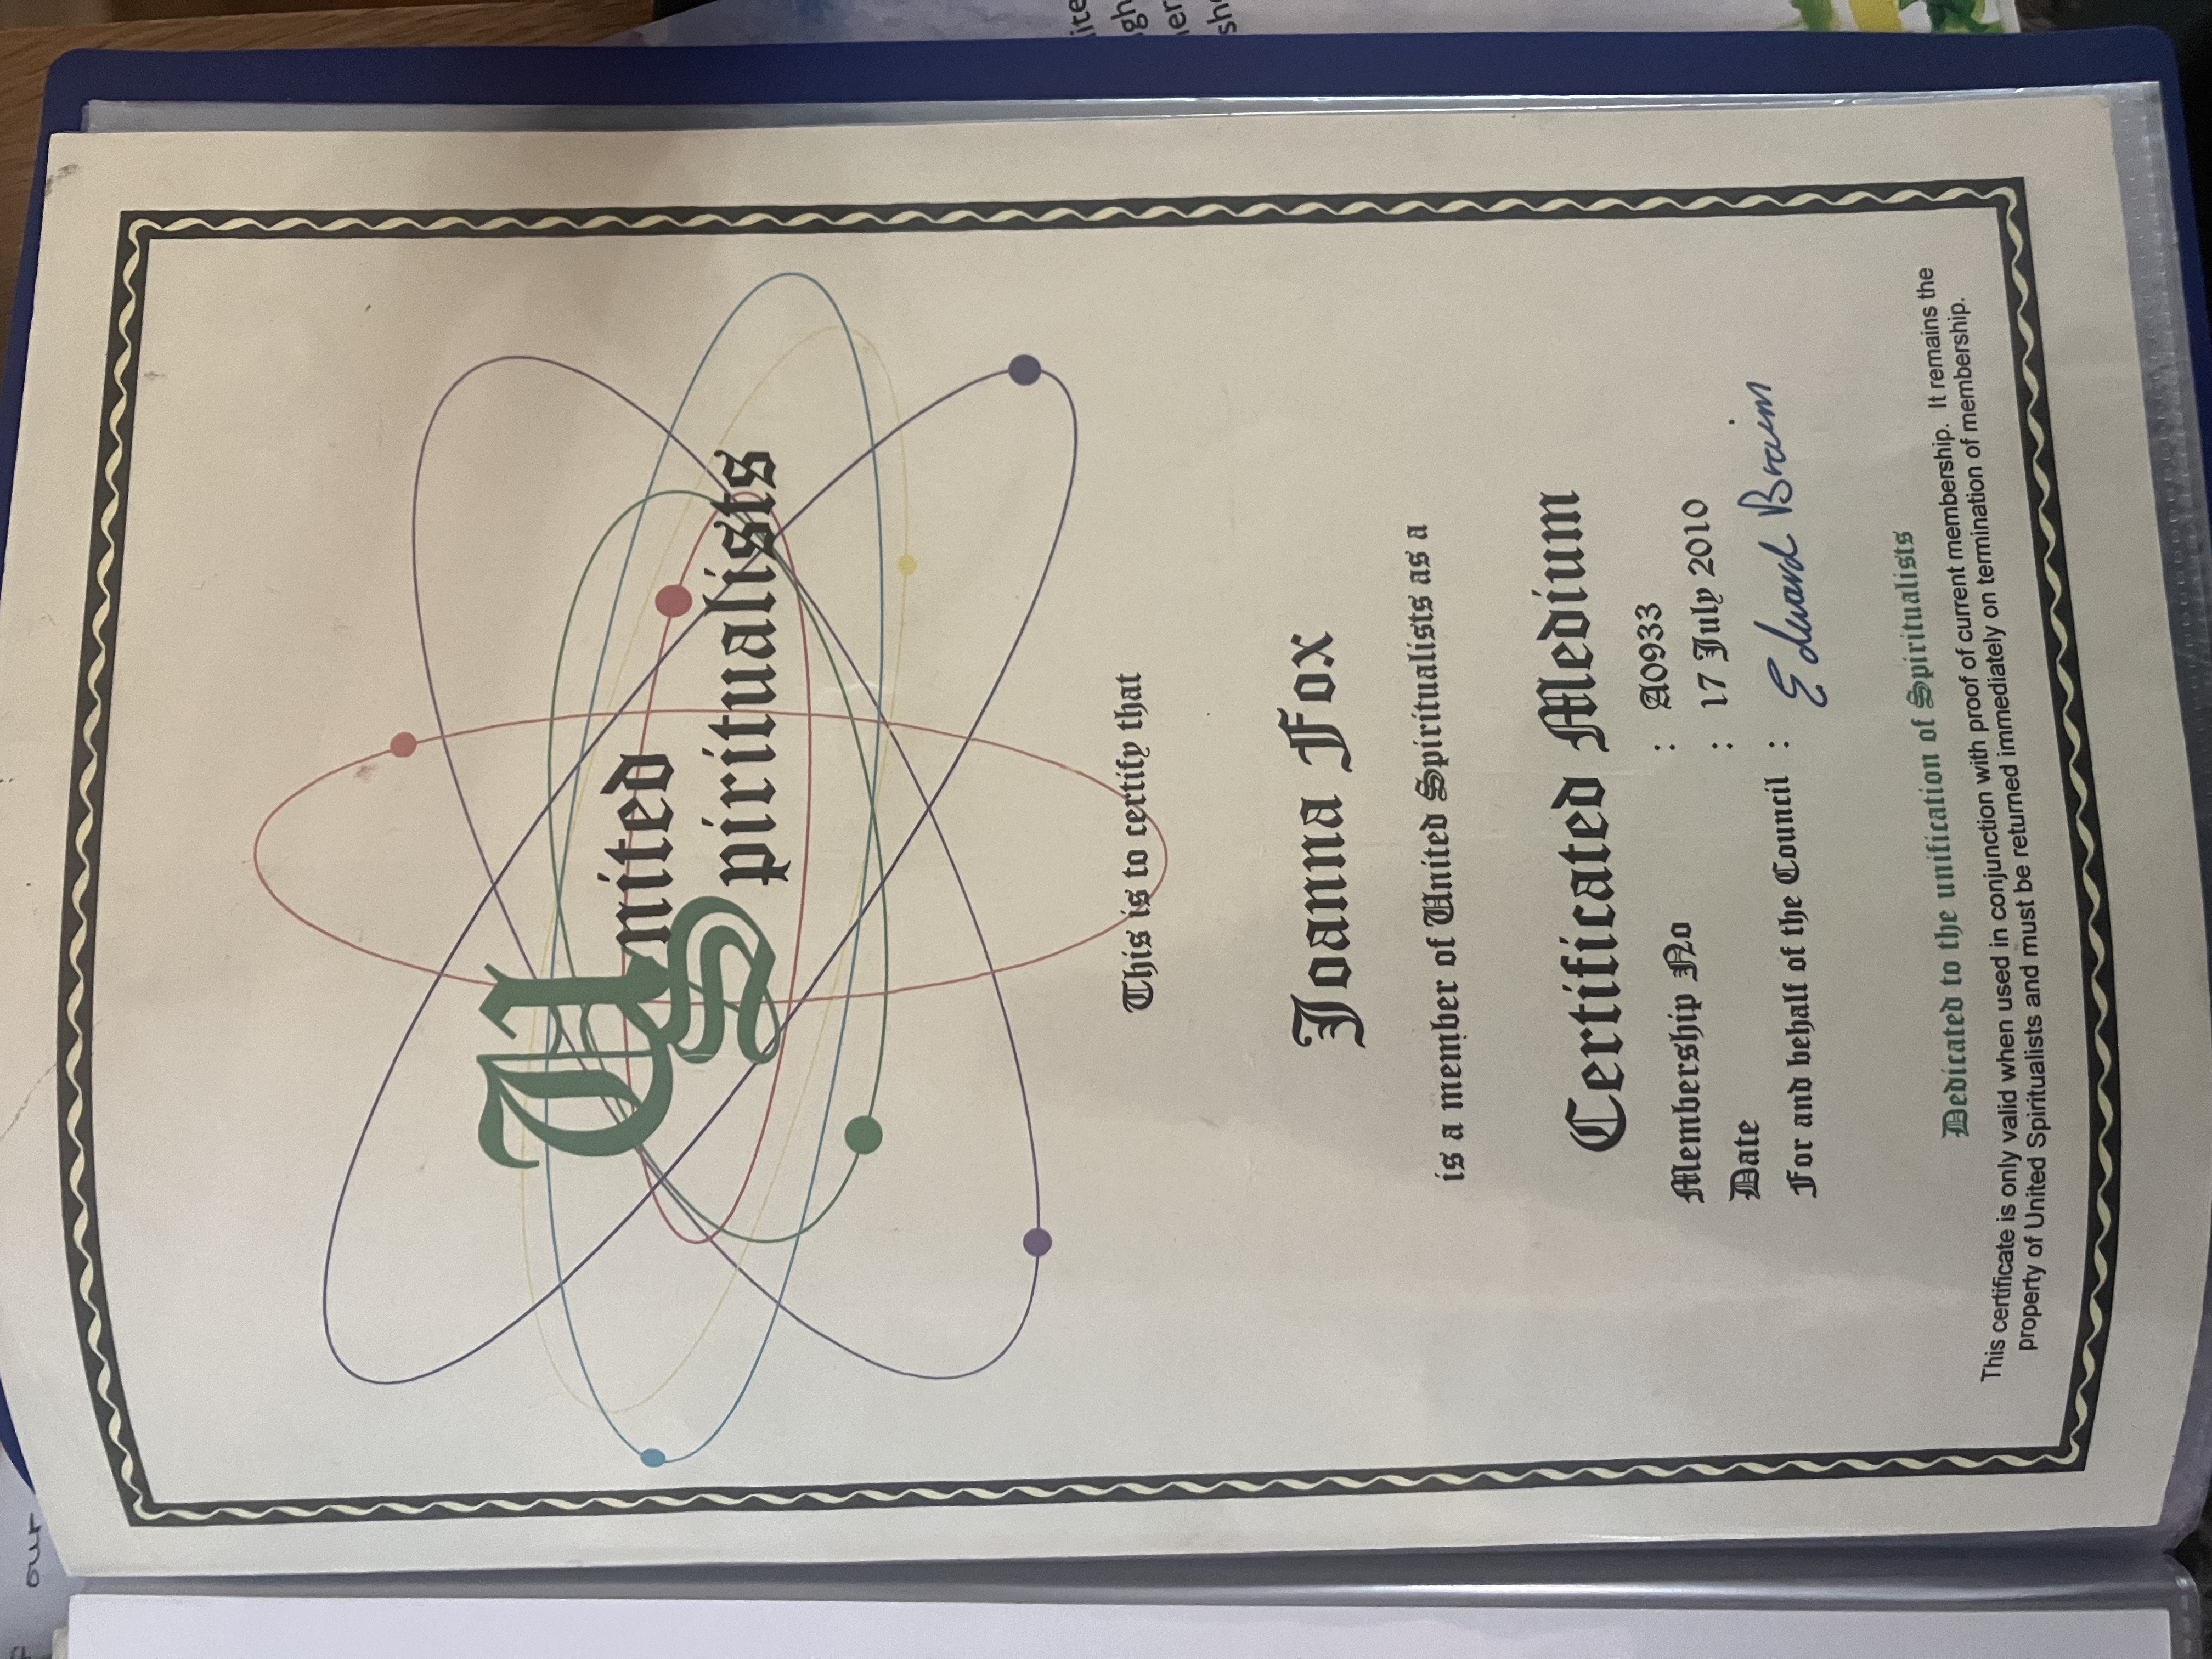 United
Spiritualists
This is to certify that
Joanna Fox
is a member of United Spiritualists as a
Certificated Medium
Membership No : A0933
Date : 17 July 2010
For and behalf of the Council : Edward Braim
Dedicated to the unification of Spiritualists
This certificate is only valid when used in conjunction with proof of current membership. It remains the
property of United Spiritualists and must be returned immediately on termination of membership.
our